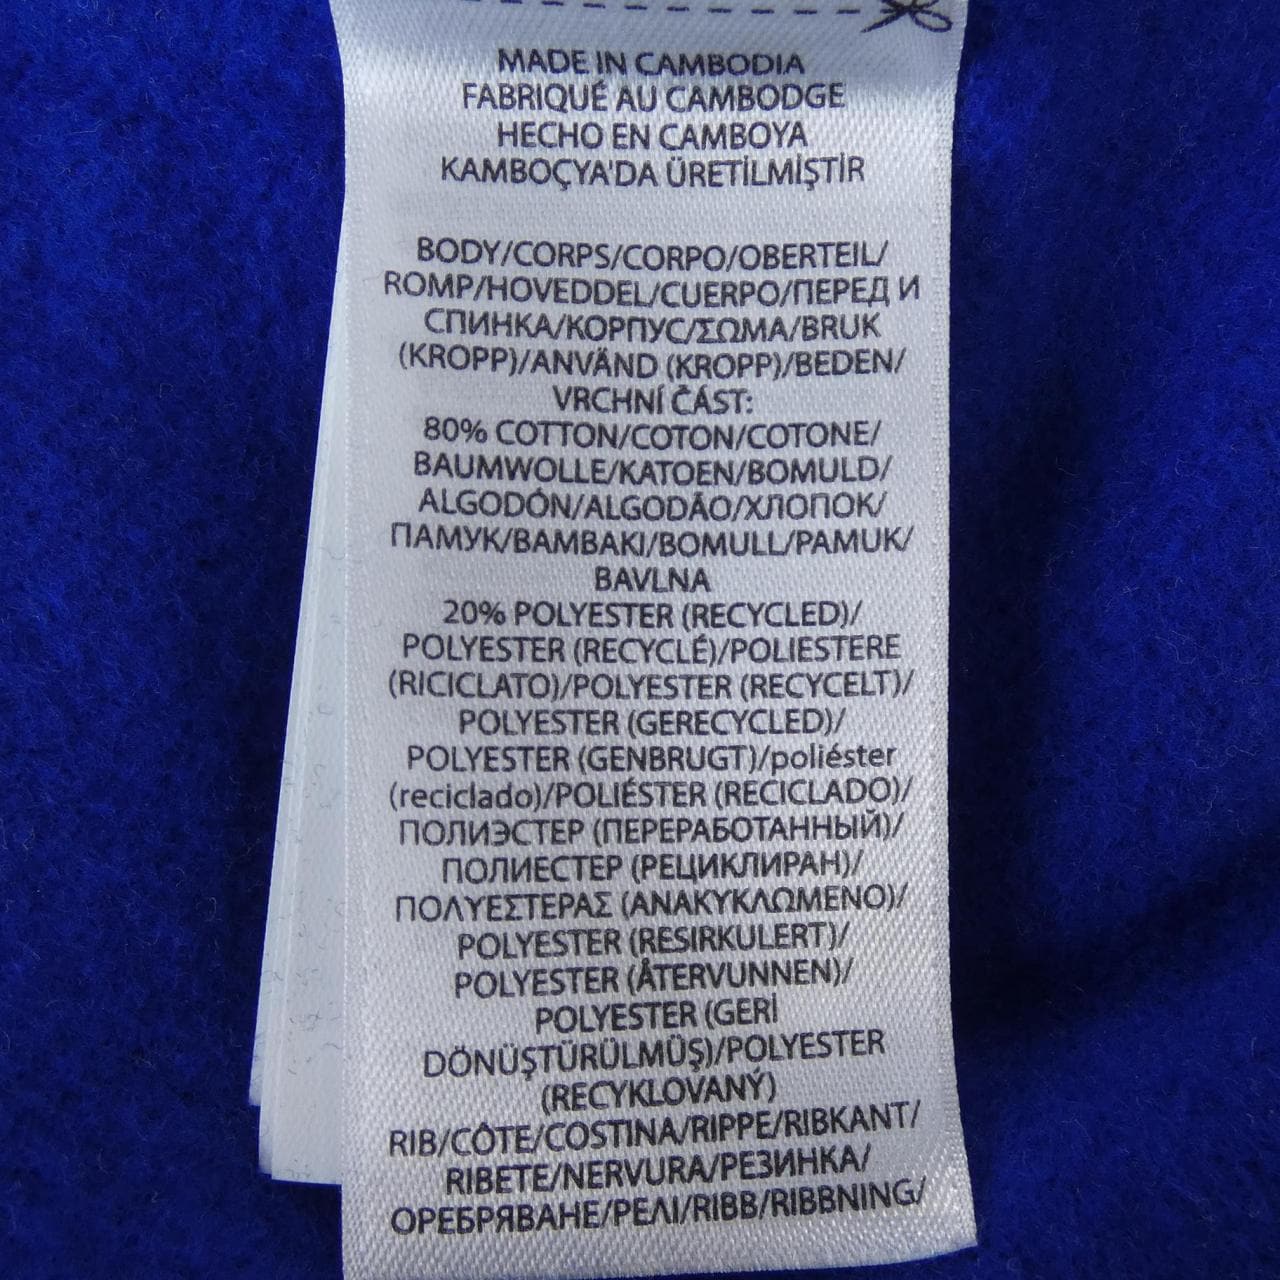 MADE IN CAMBODIA
FABRIQUÉ AU CAMBODGE
HECHO EN CAMBOYA
KAMBOÇYA'DA ÜRETİLMİŞTİR
BODY/CORPS/CORPO/OBERTEIL/
ROMP/HOVEDDEL/CUERPO/ПЕРЕД И
СПИНКА/КОРПУС/ΣΩΜΑ/BRUK
(KROPP)/ANVÄND (KROPP)/BEDEN/
VRCHNÍ ČÁST:
80% COTTON/COTON/COTONE/
BAUMWOLLE/KATOEN/BOMULD/
ALGODÓN/ALGODÃO/ХЛОПОК/
ПАМУК/ΒΑΜΒΑΚΙ/BOMULL/PAMUK/
BAVLNA
20% POLYESTER (RECYCLED)/
POLYESTER (RECYCLÉ)/POLIESTERE
(RICICLATO)/POLYESTER (RECYCELT)/
POLYESTER (GERECYCLED)/
POLYESTER (GENBRUGT)/poliéster
(reciclado)/POLIÉSTER (RECICLADO)/
ПОЛИЭСТЕР (ПЕРЕРАБОТАННЫЙ)/
ПОЛИЕСТЕР (РЕЦИКЛИРАН)/
ΠΟΛΥΕΣΤΕΡΑΣ (ΑΝΑΚΥΚΛΩΜΕΝΟ)/
POLYESTER (RESIRKULERT)/
POLYESTER (ÅTERVUNNEN)/
POLYESTER (GERİ
DÖNÜŞTÜRÜLMÜŞ)/POLYESTER
(RECYKLOVANÝ)
RIB/CÔTE/COSTINA/RIPPE/RIBKANT/
RIBETE/NERVURA/РЕЗИНКА/
ОРЕБРЯВАНЕ/ΡΕΛΙ/RIBB/RIBBNING/